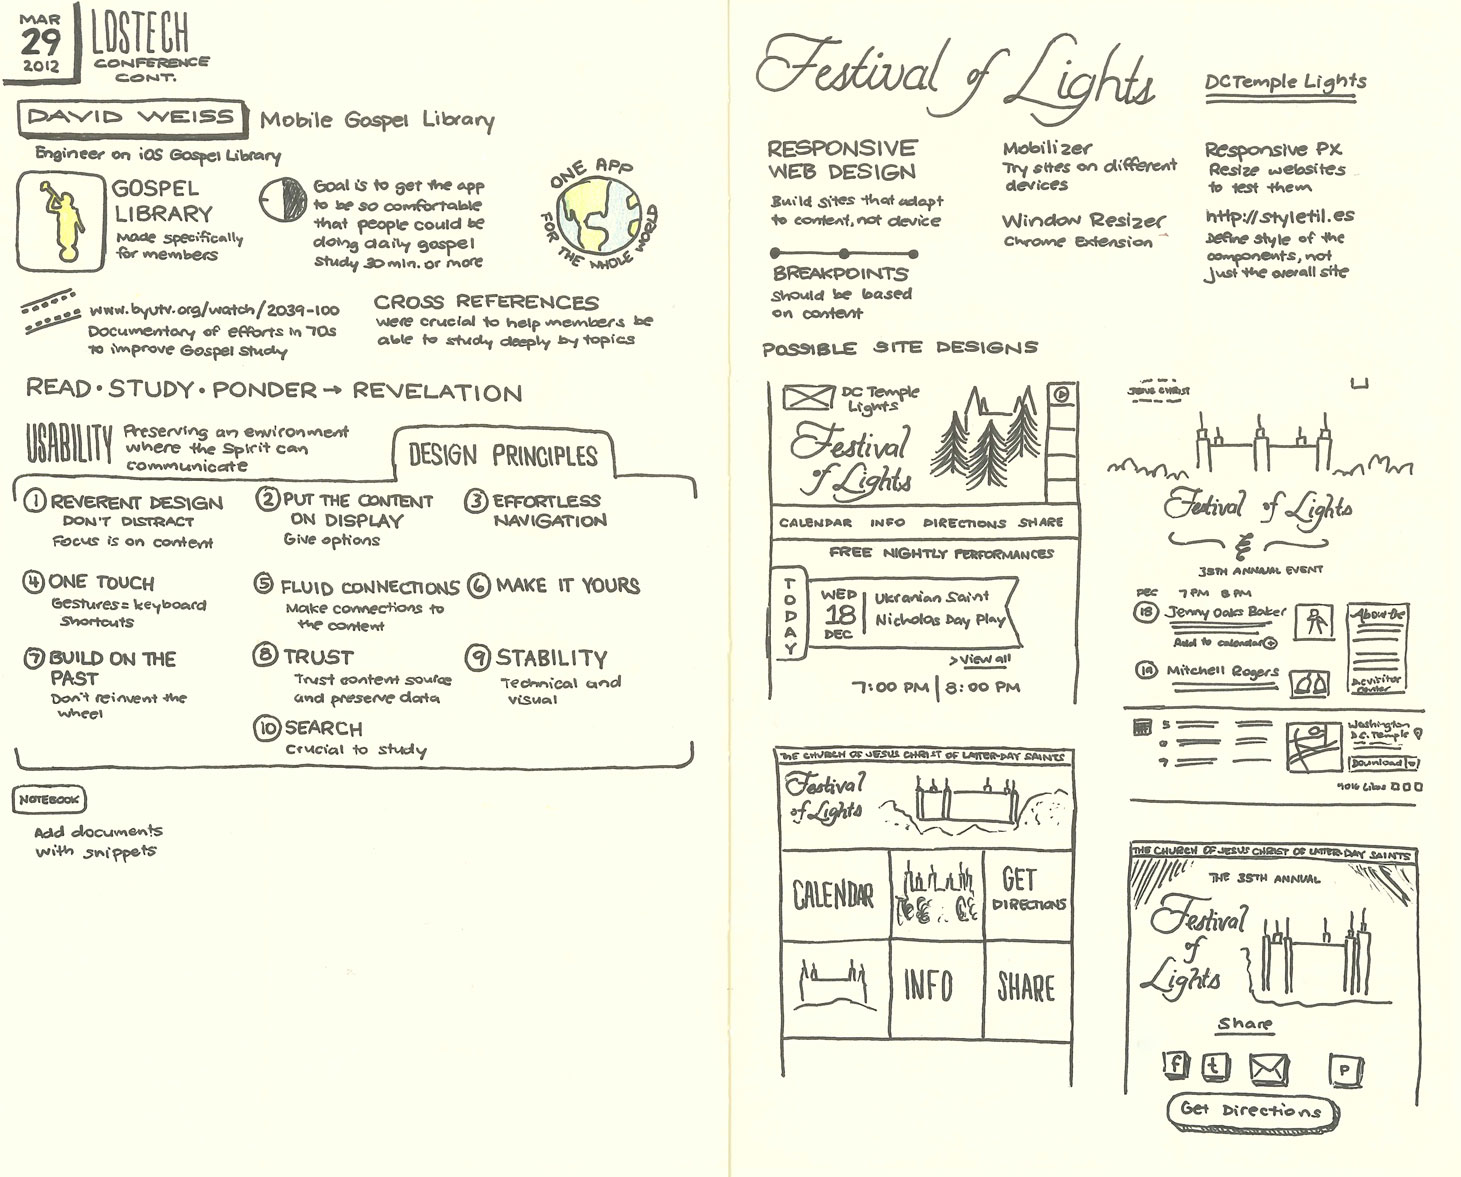 MAR
29
2012
LDSTECH
CONFERENCE
CONT.
DAVID WEISS
Mobile Gospel Library
Engineer on iOS Gospel Library
GOSPEL
LIBRARY
Made specifically
for members
Goal is to get the app
to be so comfortable
that people could be
doing daily gospel
study 30 min. or more
ONE APP
FOR THE WHOLE WORLD
www.byutv.org/watch/2039-100
Documentary of efforts in 70s
to improve Gospel Study
CROSS REFERENCES
were crucial to help members be
able to study deeply by topics
READ • STUDY • PONDER → REVELATION
USABILITY
Preserving an environment
where the Spirit can
communicate
DESIGN PRINCIPLES
1 REVERENT DESIGN
DON'T DISTRACT
Focus is on content
2 PUT THE CONTENT
ON DISPLAY
Give options
3 EFFORTLESS
NAVIGATION
4 ONE TOUCH
Gestures = keyboard
Shortcuts
5 FLUID CONNECTIONS
Make connections to
the content
6 MAKE IT YOURS
7 BUILD ON THE
PAST
Don't reinvent the
wheel
8 TRUST
Trust content source
and preserve data
9 STABILITY
Technical and
visual
10 SEARCH
Crucial to study
NOTEBOOK
Add documents
with snippets
Festival of Lights
DC Temple Lights
RESPONSIVE
WEB DESIGN
Build sites that adapt
to content, not device
BREAKPOINTS
should be based
on content
Mobilizer
Try sites on different
devices
Window Resizer
Chrome Extension
Responsive PX
Resize websites
to test them
http://styletil.es
Define style of the
components, not
just the overall site
POSSIBLE SITE DESIGNS
DC Temple
Lights
Festival
of Lights
CALENDAR INFO DIRECTIONS SHARE
FREE NIGHTLY PERFORMANCES
TODAY
WED
18
DEC
Ukranian Saint
Nicholas Day Play
> View all
7:00 PM | 8:00 PM
JESUS CHRIST
Festival of Lights
35TH ANNUAL EVENT
DEC 7 PM 8 PM
18 Jenny Oaks Baker
Add to calendar
19 Mitchell Rogers
About the
DC Visitor
Center
Washington
D.C. Temple
Download
Likes
THE CHURCH OF JESUS CHRIST OF LATTER-DAY SAINTS
Festival
of Lights
CALENDAR
GET
DIRECTIONS
INFO
SHARE
THE CHURCH OF JESUS CHRIST OF LATTER-DAY SAINTS
THE 35TH ANNUAL
Festival
of
Lights
Share
f t P
Get Directions